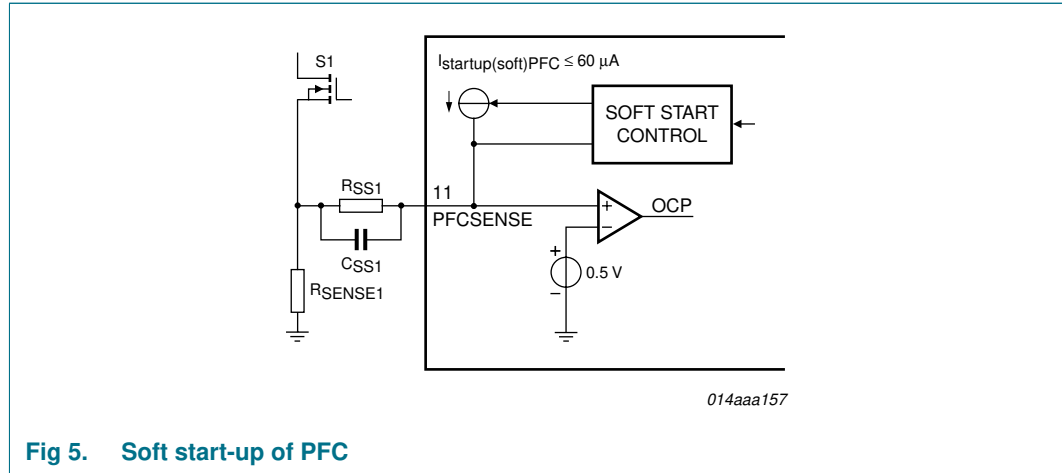 S1
Istartup(soft)PFC ≤ 60 μA
SOFT START
CONTROL
RSS1
11
PFCSENSE
OCP
CSS1
0.5 V
RSENSE1
014aaa157
Fig 5. Soft start-up of PFC